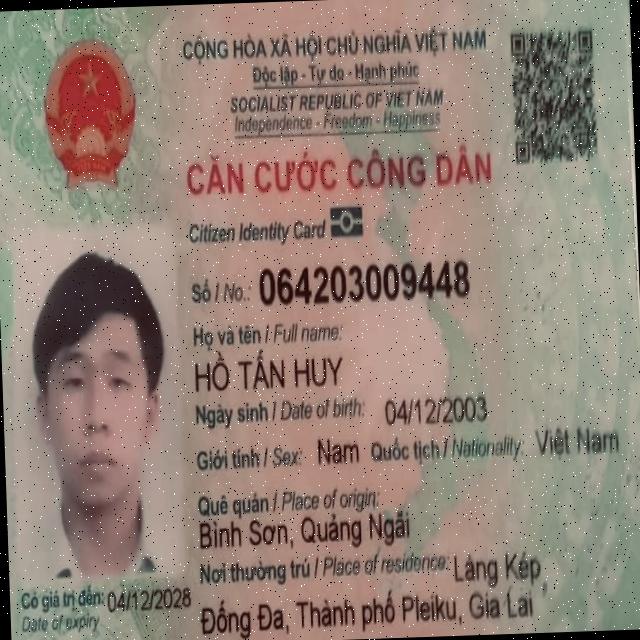 CỘNG HÒA XÃ HỘI CHỦ NGHĨA VIỆT NAM
Độc lập - Tự do - Hạnh phúc
SOCIALIST REPUBLIC OF VIET NAM
Independence - Freedom - Happiness
CĂN CƯỚC CÔNG DÂN
Citizen Identity Card
Số / No.: 064203009448
Họ và tên / Full name:
HỒ TẤN HUY
Ngày sinh / Date of birth: 04/12/2003
Giới tính / Sex: Nam Quốc tịch / Nationality: Việt Nam
Quê quán / Place of origin:
Bình Sơn, Quảng Ngãi
Nơi thường trú / Place of residence: Làng Kép
Đống Đa, Thành phố Pleiku, Gia Lai
Có giá trị đến: 04/12/2028
Date of expiry